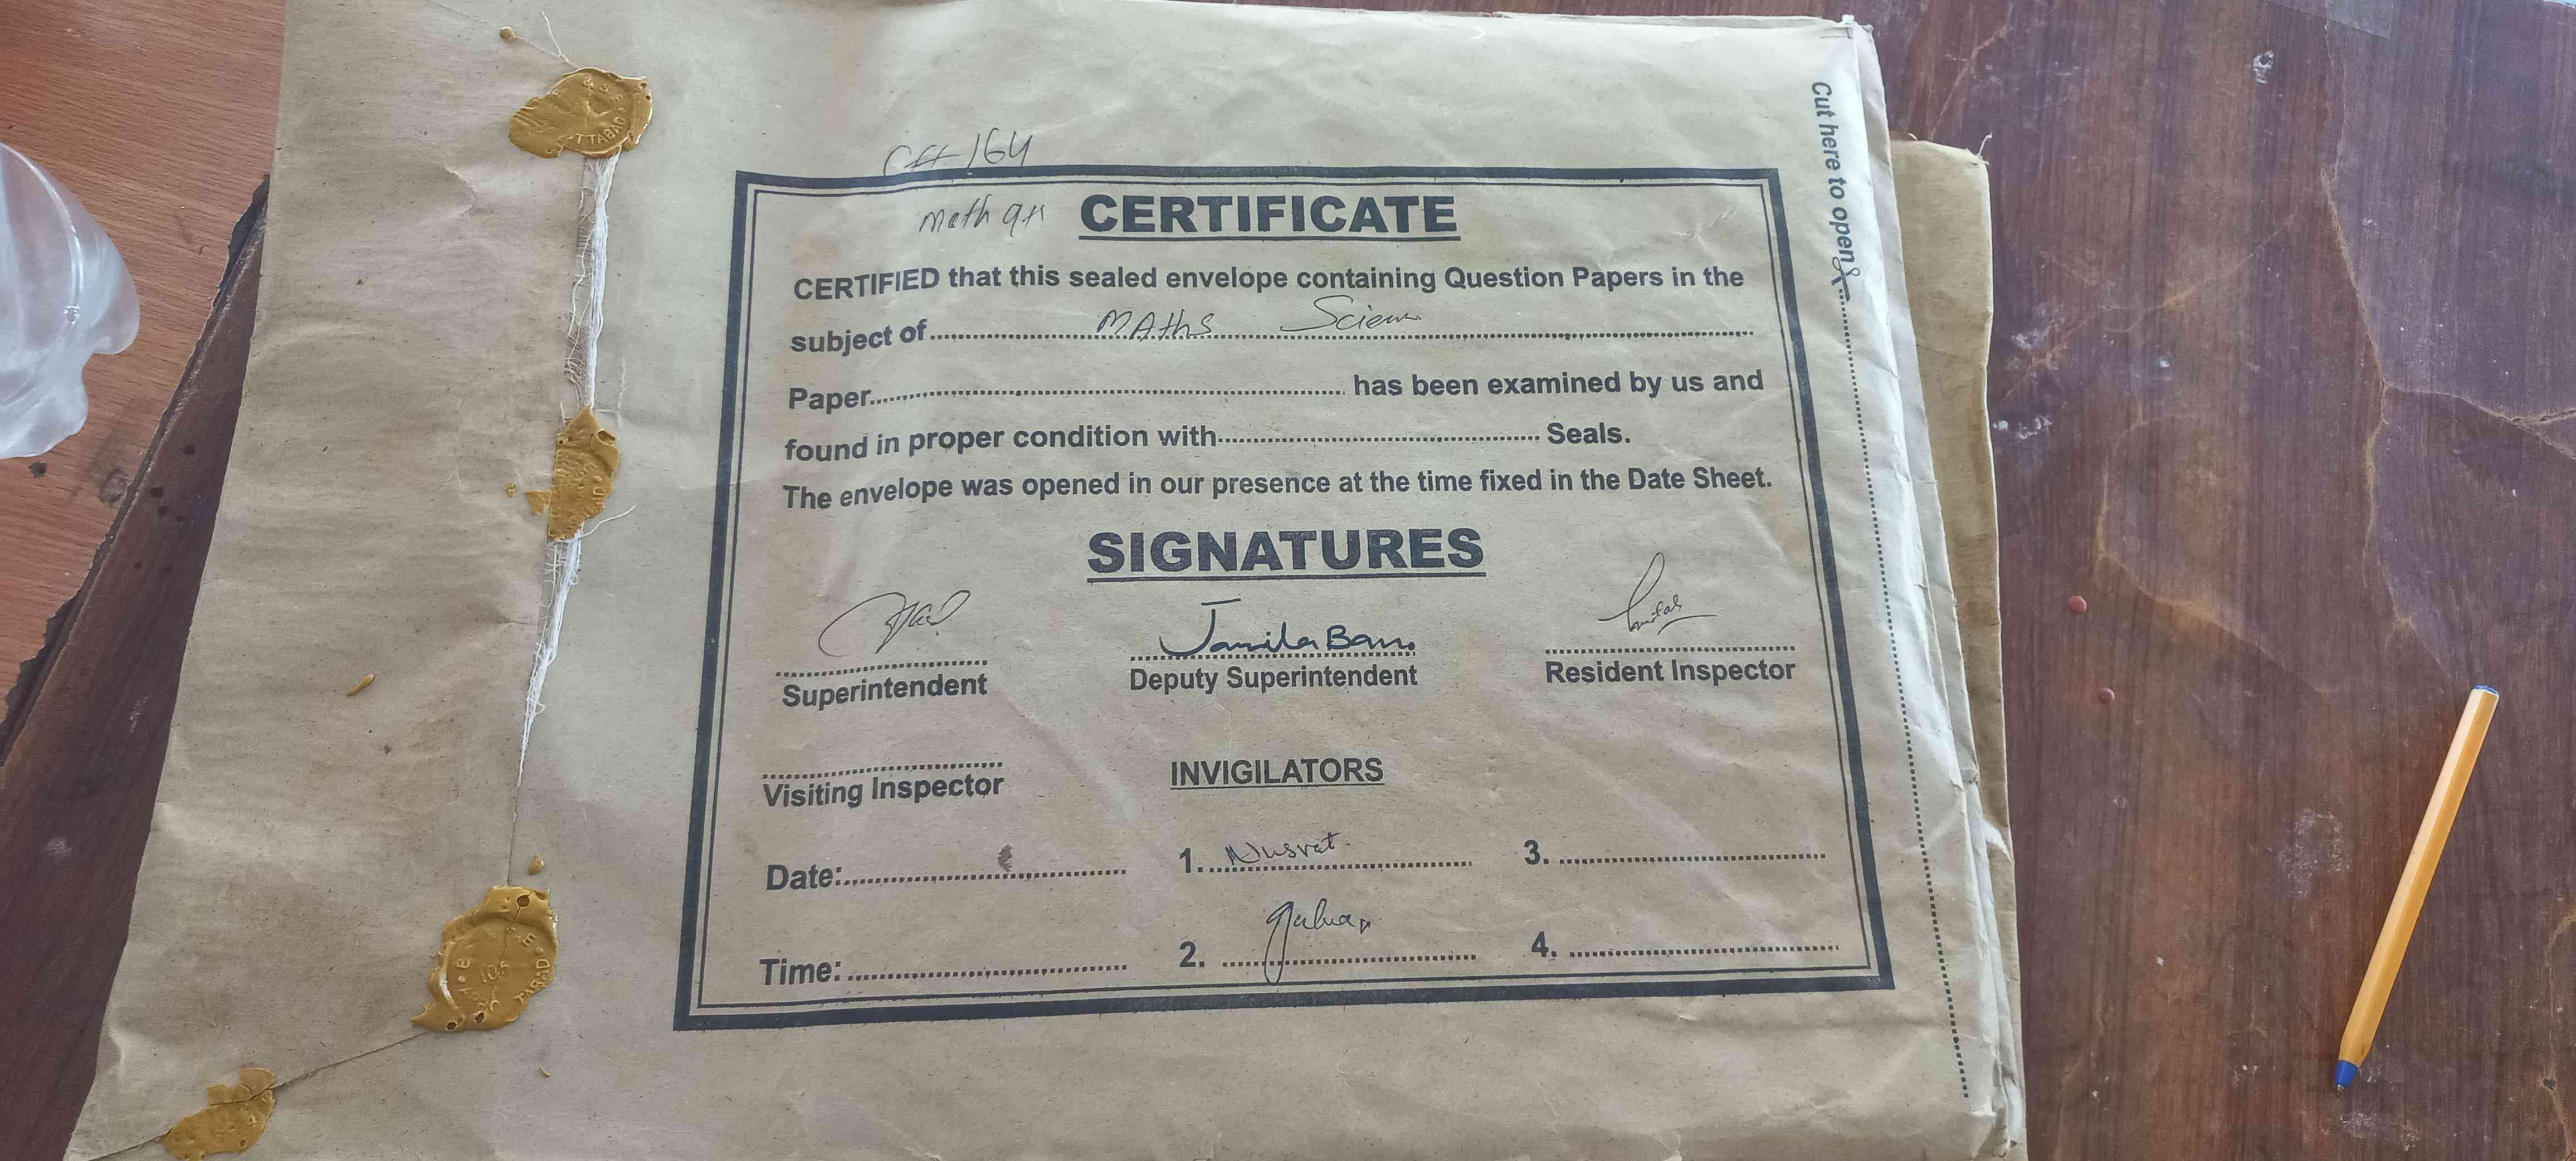 C# 164
Math 9th CERTIFICATE
CERTIFIED that this sealed envelope containing Question Papers in the
subject of MAths Scien
Paper has been examined by us and
found in proper condition with Seals.
The envelope was opened in our presence at the time fixed in the Date Sheet.
SIGNATURES
Jamila Bano
Superintendent Deputy Superintendent Resident Inspector
Visiting Inspector INVIGILATORS
Date: 1. Nusrat 3.
Time: 2. 4.
Cut here to open